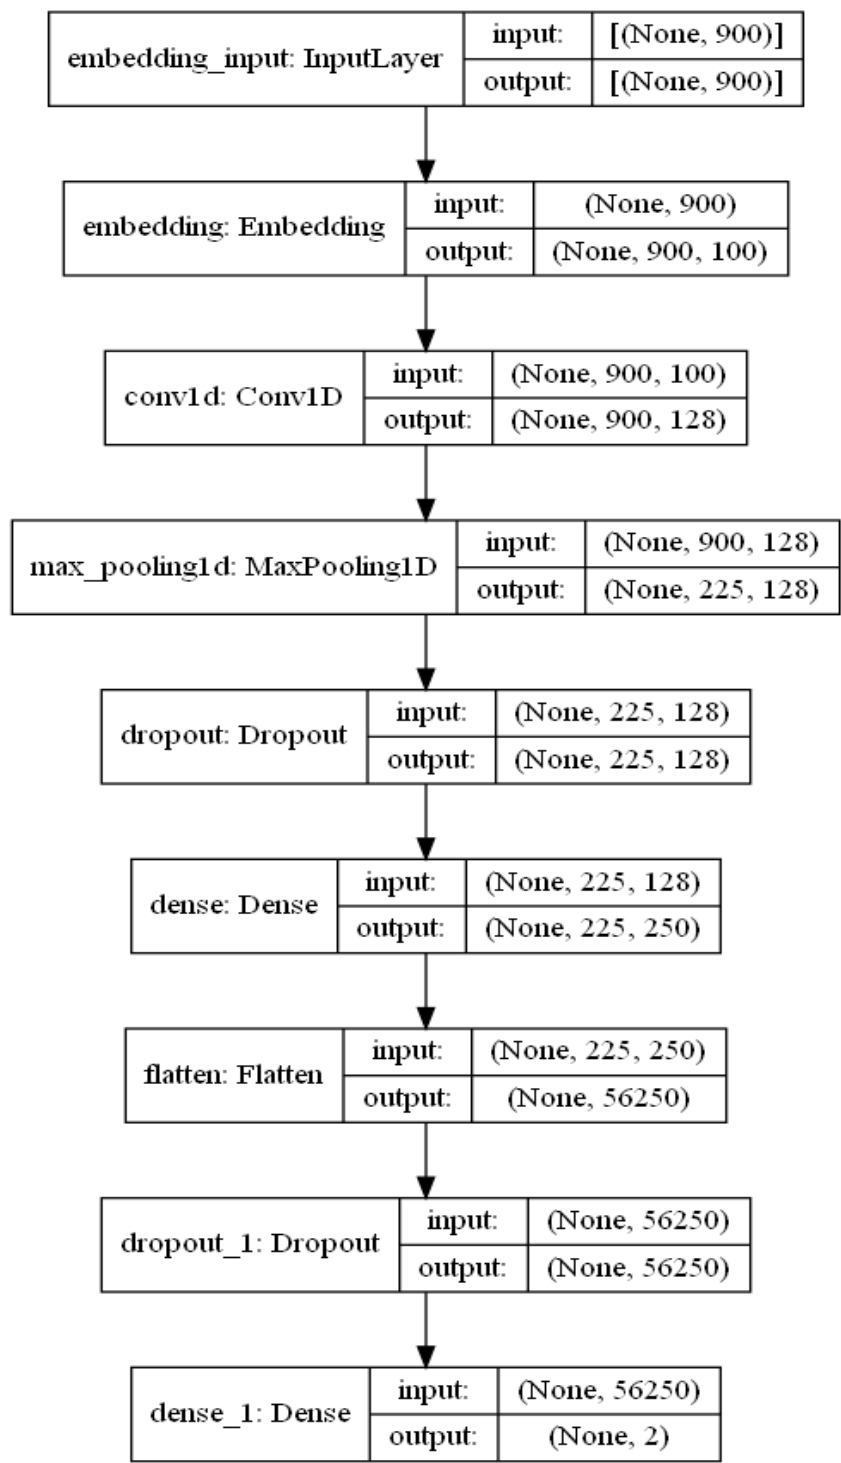 embedding_input: InputLayer
input: [(None, 900)]
output: [(None, 900)]
embedding: Embedding
input: (None, 900)
output: (None, 900, 100)
conv1d: Conv1D
input: (None, 900, 100)
output: (None, 900, 128)
max_pooling1d: MaxPooling1D
input: (None, 900, 128)
output: (None, 225, 128)
dropout: Dropout
input: (None, 225, 128)
output: (None, 225, 128)
dense: Dense
input: (None, 225, 128)
output: (None, 225, 250)
flatten: Flatten
input: (None, 225, 250)
output: (None, 56250)
dropout_1: Dropout
input: (None, 56250)
output: (None, 56250)
dense_1: Dense
input: (None, 56250)
output: (None, 2)